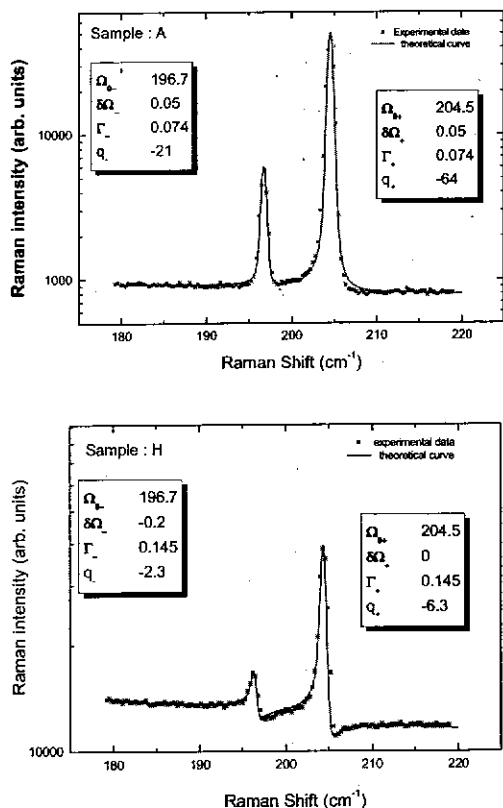 Sample : A
Experimental data
theoretical curve
Ω₀₋ 196.7
δΩ₋ 0.05
Γ₋ 0.074
q₋ -21
Ω₀₊ 204.5
δΩ₊ 0.05
Γ₊ 0.074
q₊ -64
10000
1000
Raman intensity (arb. units)
180 190 200 210 220
Raman Shift (cm⁻¹)
Sample : H
experimental data
theoretical curve
Ω₀₋ 196.7
δΩ₋ -0.2
Γ₋ 0.145
q₋ -2.3
Ω₀₊ 204.5
δΩ₊ 0
Γ₊ 0.145
q₊ -6.3
Raman intensity (arb. units)
10000
180 190 200 210 220
Raman Shift (cm⁻¹)